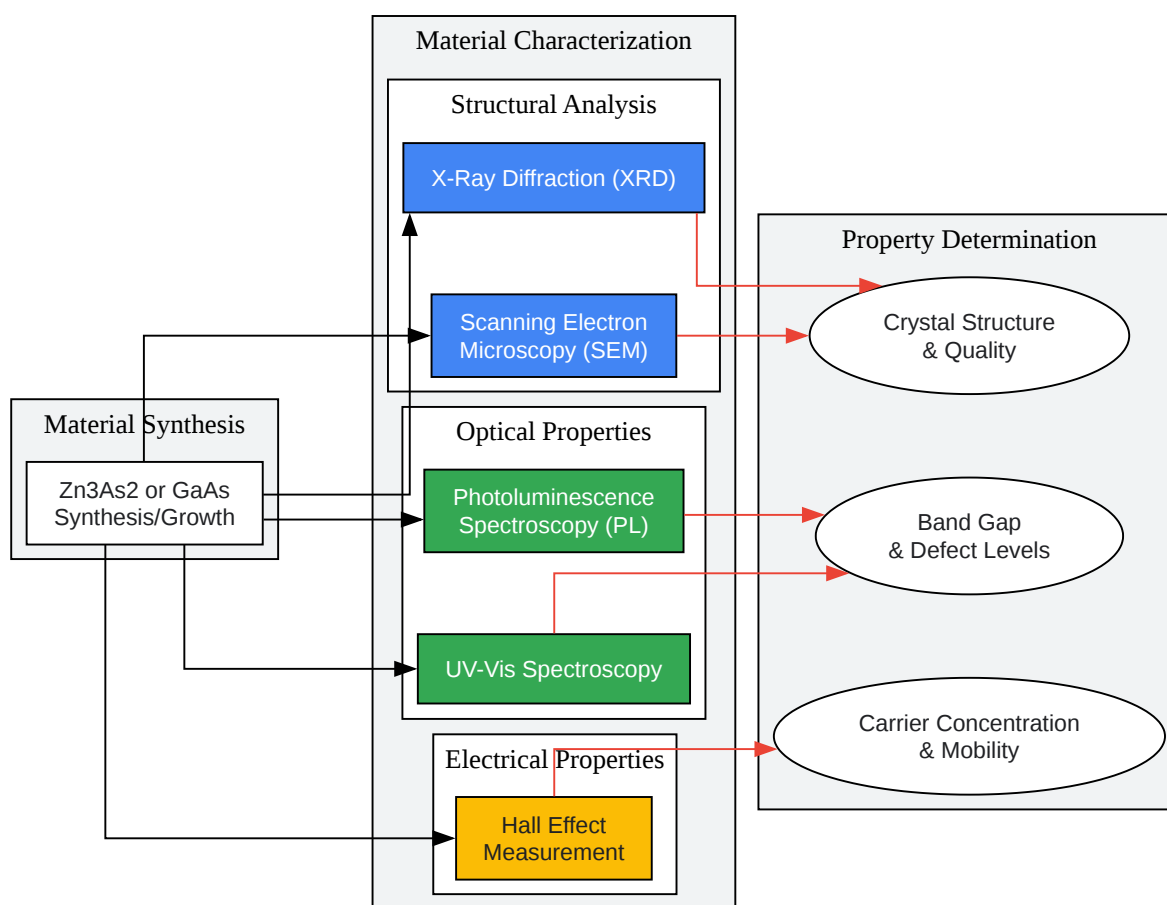 Material Characterization
Structural Analysis
X-Ray Diffraction (XRD)
Scanning Electron
Microscopy (SEM)
Material Synthesis
Zn3As2 or GaAs
Synthesis/Growth
Optical Properties
Photoluminescence
Spectroscopy (PL)
UV-Vis Spectroscopy
Electrical Properties
Hall Effect
Measurement
Property Determination
Crystal Structure
& Quality
Band Gap
& Defect Levels
Carrier Concentration
& Mobility